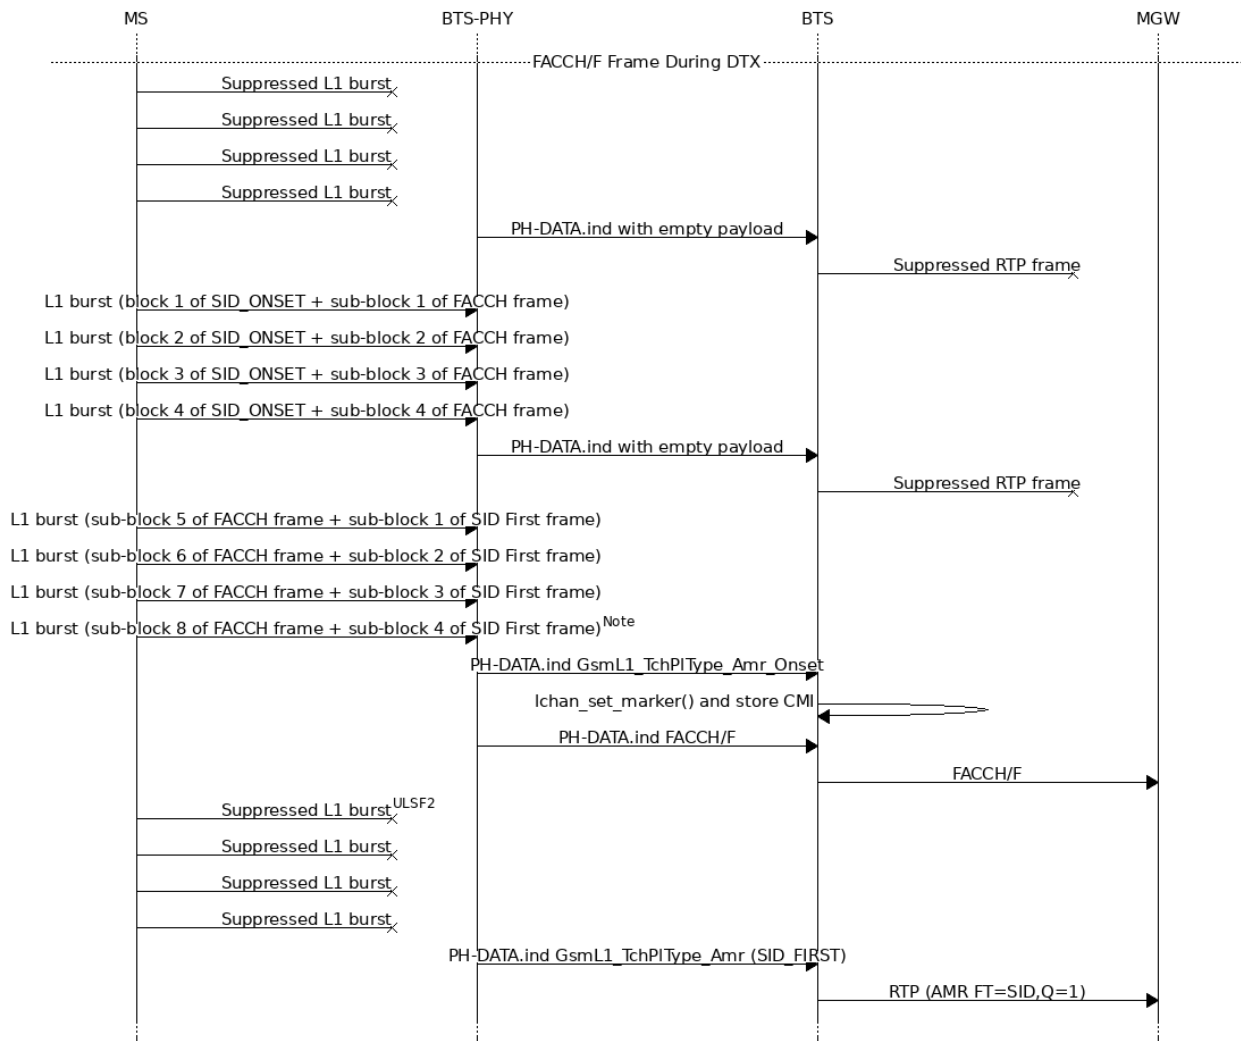 MS BTS-PHY BTS MGW
FACCH/F Frame During DTX
Suppressed L1 burst
Suppressed L1 burst
Suppressed L1 burst
Suppressed L1 burst
PH-DATA.ind with empty payload
Suppressed RTP frame
L1 burst (block 1 of SID_ONSET + sub-block 1 of FACCH frame)
L1 burst (block 2 of SID_ONSET + sub-block 2 of FACCH frame)
L1 burst (block 3 of SID_ONSET + sub-block 3 of FACCH frame)
L1 burst (block 4 of SID_ONSET + sub-block 4 of FACCH frame)
PH-DATA.ind with empty payload
Suppressed RTP frame
L1 burst (sub-block 5 of FACCH frame + sub-block 1 of SID First frame)
L1 burst (sub-block 6 of FACCH frame + sub-block 2 of SID First frame)
L1 burst (sub-block 7 of FACCH frame + sub-block 3 of SID First frame)
L1 burst (sub-block 8 of FACCH frame + sub-block 4 of SID First frame)Note
PH-DATA.ind GsmL1_TchPlType_Amr_Onset
lchan_set_marker() and store CMI
PH-DATA.ind FACCH/F
FACCH/F
Suppressed L1 burstULSF2
Suppressed L1 burst
Suppressed L1 burst
Suppressed L1 burst
PH-DATA.ind GsmL1_TchPlType_Amr (SID_FIRST)
RTP (AMR FT=SID,Q=1)